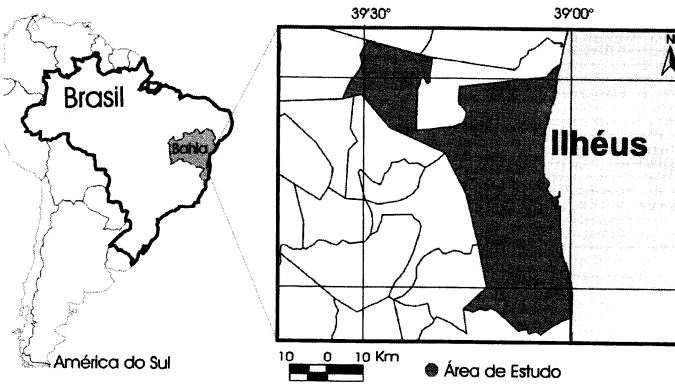 39°30'
39°00'
N
Brasil
Bahia
Ilhéus
América do Sul
10 0 10 Km
Área de Estudo